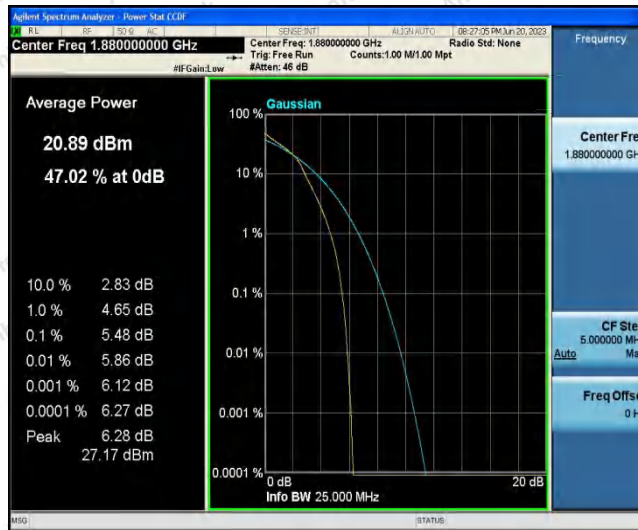 Agilent Spectrum Analyzer - Power Stat CCDF
RL RF 50 Ω AC SENSE:INT ALIGN AUTO 08:27:05 PM Jun 20, 2023
Center Freq 1.880000000 GHz
Center Freq: 1.880000000 GHz Radio Std: None
Trig: Free Run Counts:1.00 M/1.00 Mpt
#IFGain:Low #Atten: 46 dB
Frequency
Average Power
20.89 dBm
47.02 % at 0dB
10.0 % 2.83 dB
1.0 % 4.65 dB
0.1 % 5.48 dB
0.01 % 5.86 dB
0.001 % 6.12 dB
0.0001 % 6.27 dB
Peak 6.28 dB
27.17 dBm
Gaussian
100 %
10 %
1 %
0.1 %
0.01 %
0.001 %
0.0001 %
0 dB 20 dB
Info BW 25.000 MHz
Center Fre
1.880000000 GH
CF Ste
5.000000 MH
Auto Ma
Freq Offse
0 H
MSG STATUS